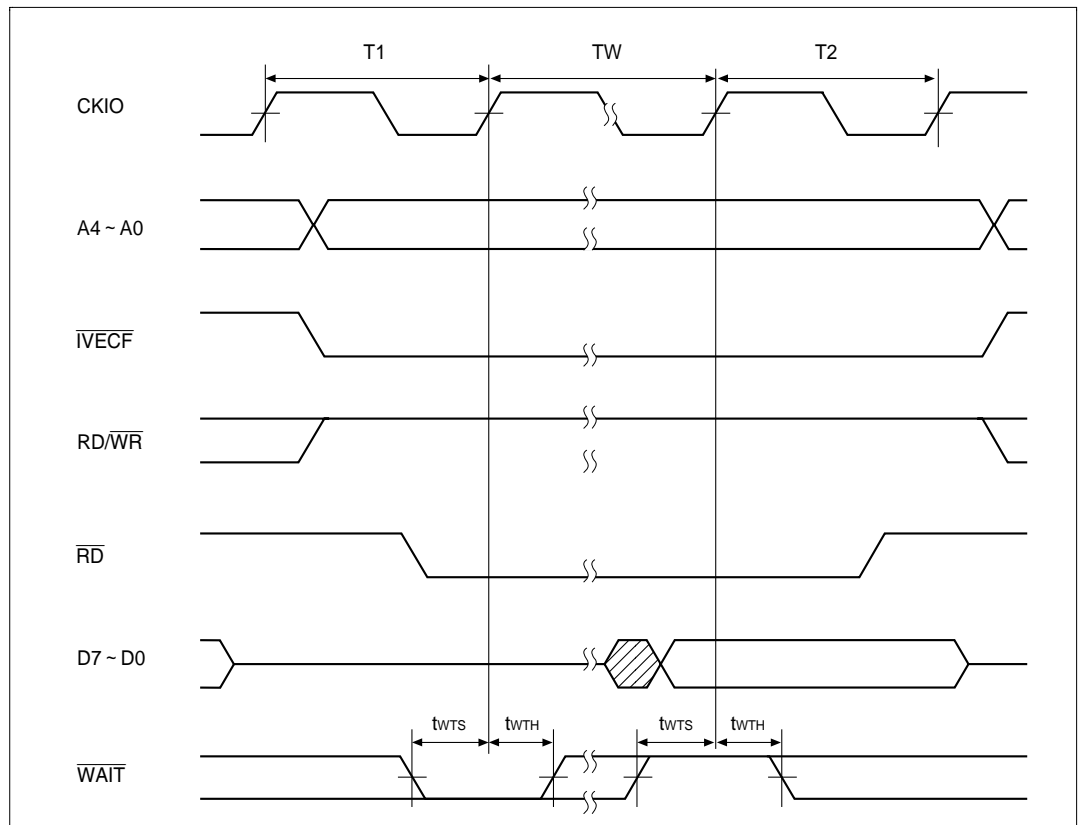 T1 TW T2
CKIO
A4 ~ A0
IVECF
RD/WR
RD
D7 ~ D0
tWTS tWTH tWTS tWTH
WAIT